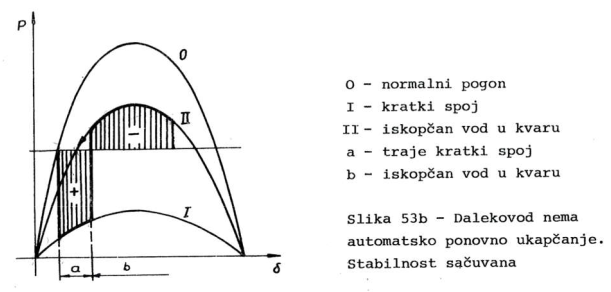 P
O
II
−
+
I
a
b
δ
O - normalni pogon
I - kratki spoj
II - iskopčan vod u kvaru
a - traje kratki spoj
b - iskopčan vod u kvaru
Slika 53b - Dalekovod nema
automatsko ponovno ukapčanje.
Stabilnost sačuvana